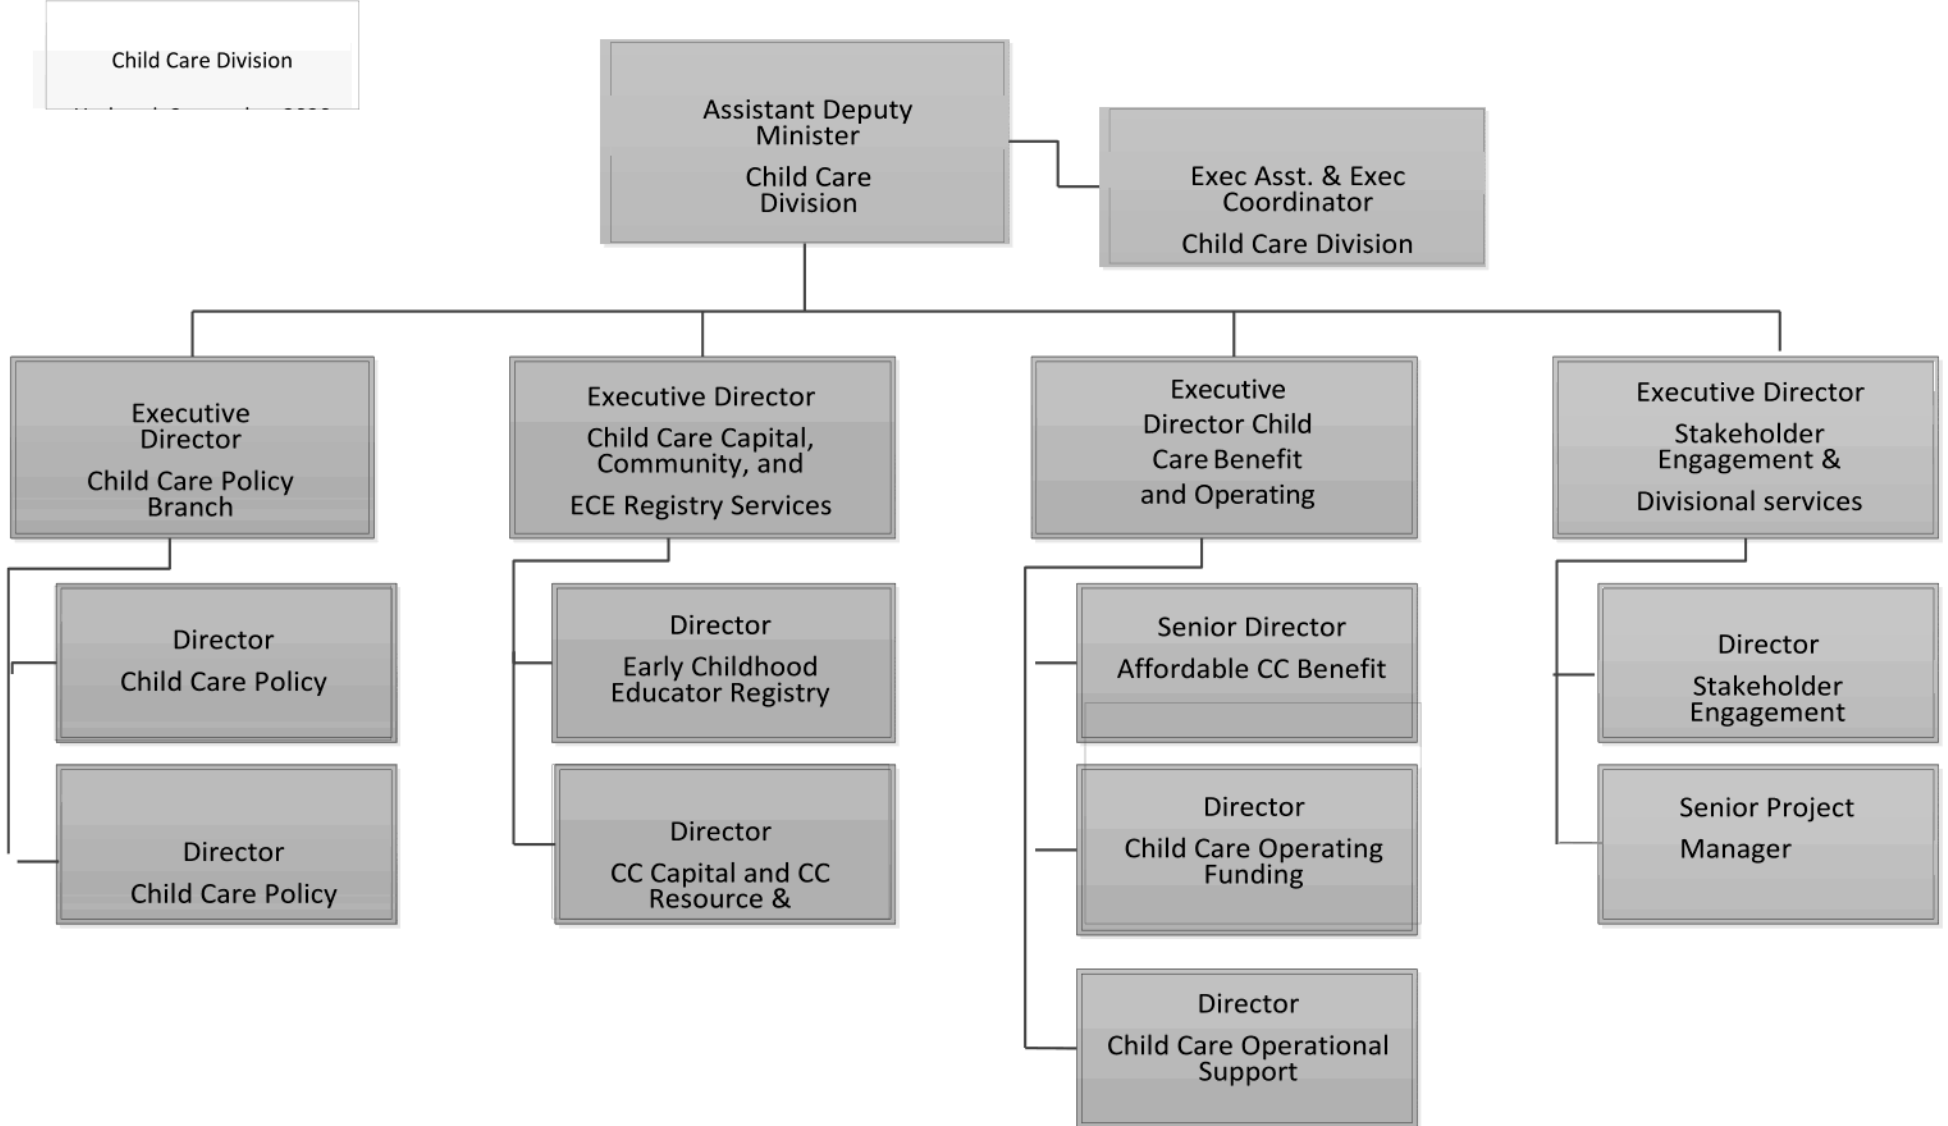 Child Care Division
Assistant Deputy
Minister
Child Care
Division
Exec Asst. & Exec
Coordinator
Child Care Division
Executive
Director
Child Care Policy
Branch
Executive Director
Child Care Capital,
Community, and
ECE Registry Services
Executive
Director Child
Care Benefit
and Operating
Executive Director
Stakeholder
Engagement &
Divisional services
Director
Child Care Policy
Director
Early Childhood
Educator Registry
Senior Director
Affordable CC Benefit
Director
Stakeholder
Engagement
Director
Child Care Policy
Director
CC Capital and CC
Resource &
Director
Child Care Operating
Funding
Senior Project
Manager
Director
Child Care Operational
Support